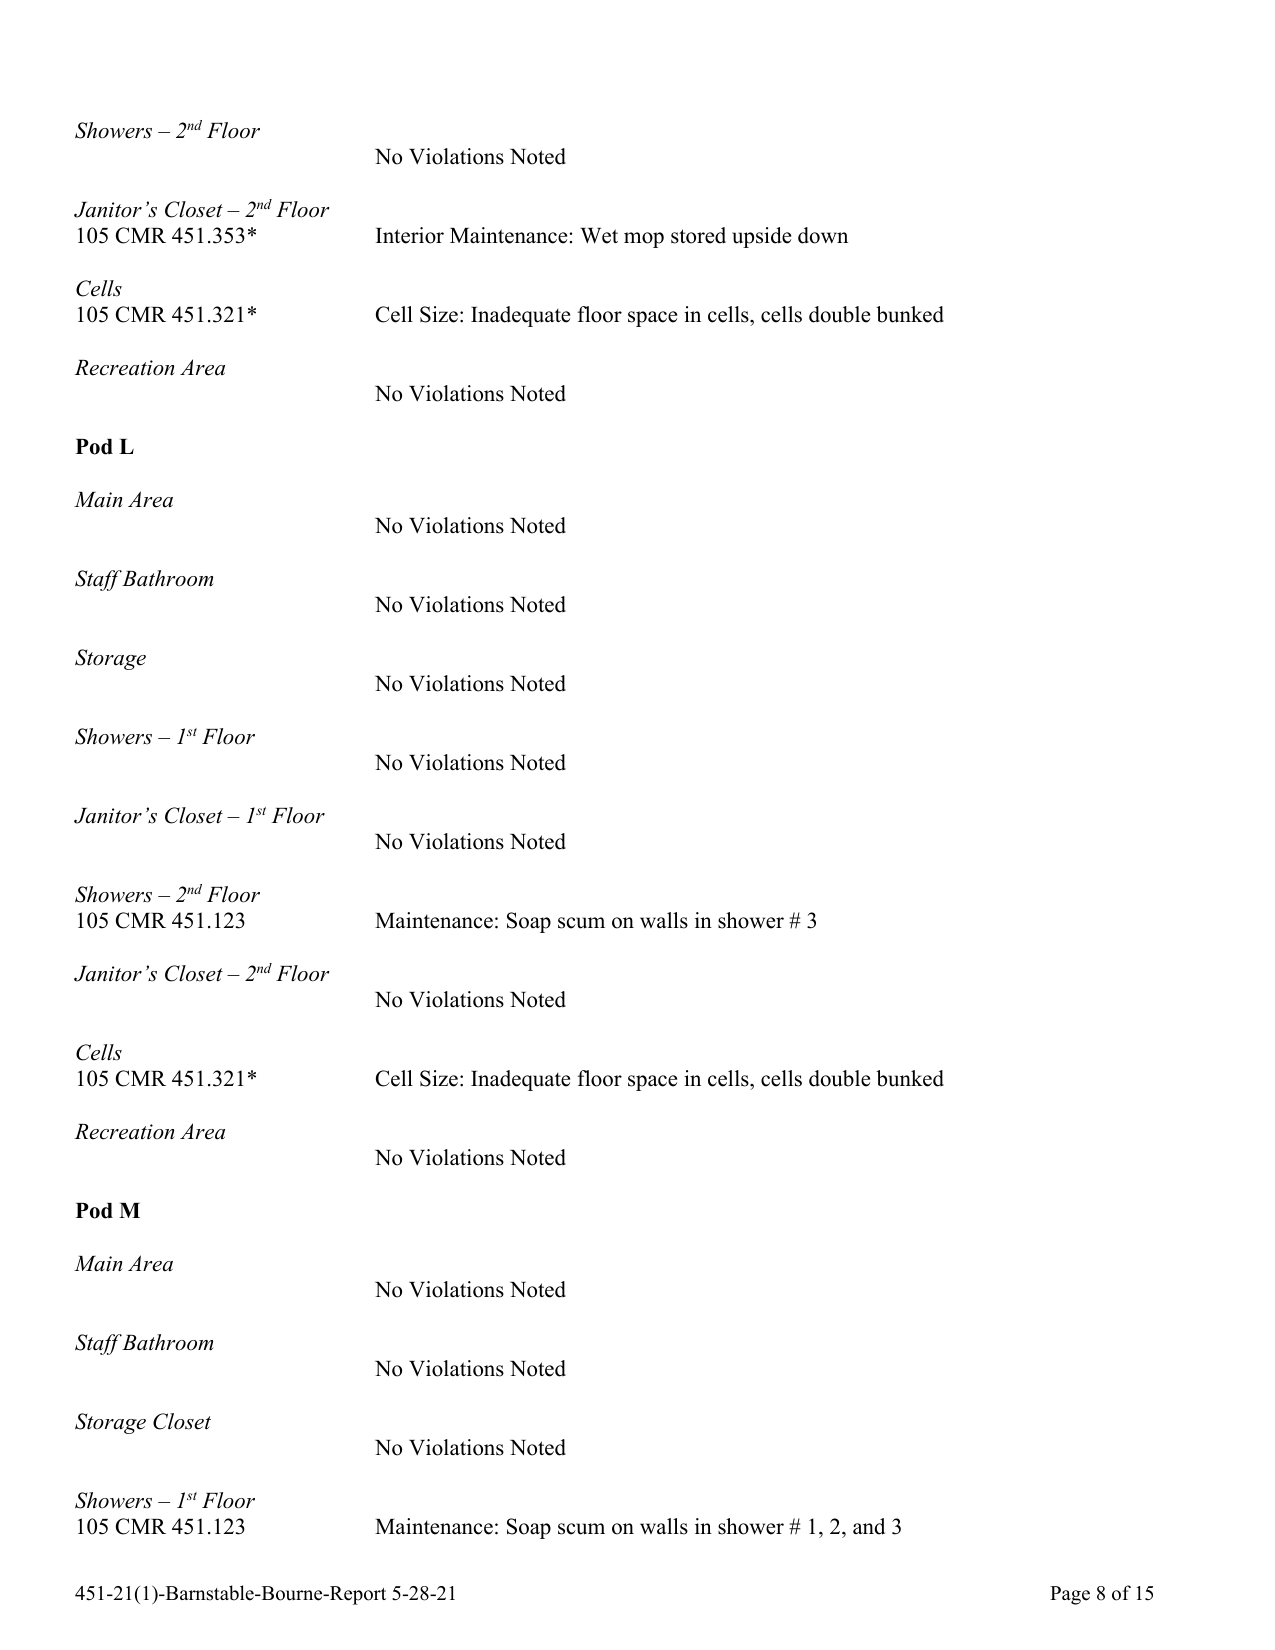 Showers – 2nd Floor
No Violations Noted
Janitor’s Closet – 2nd Floor
105 CMR 451.353* Interior Maintenance: Wet mop stored upside down
Cells
105 CMR 451.321* Cell Size: Inadequate floor space in cells, cells double bunked
Recreation Area
No Violations Noted
Pod L
Main Area
No Violations Noted
Staff Bathroom
No Violations Noted
Storage
No Violations Noted
Showers – 1st Floor
No Violations Noted
Janitor’s Closet – 1st Floor
No Violations Noted
Showers – 2nd Floor
105 CMR 451.123 Maintenance: Soap scum on walls in shower # 3
Janitor’s Closet – 2nd Floor
No Violations Noted
Cells
105 CMR 451.321* Cell Size: Inadequate floor space in cells, cells double bunked
Recreation Area
No Violations Noted
Pod M
Main Area
No Violations Noted
Staff Bathroom
No Violations Noted
Storage Closet
No Violations Noted
Showers – 1st Floor
105 CMR 451.123 Maintenance: Soap scum on walls in shower # 1, 2, and 3
451-21(1)-Barnstable-Bourne-Report 5-28-21 Page 8 of 15